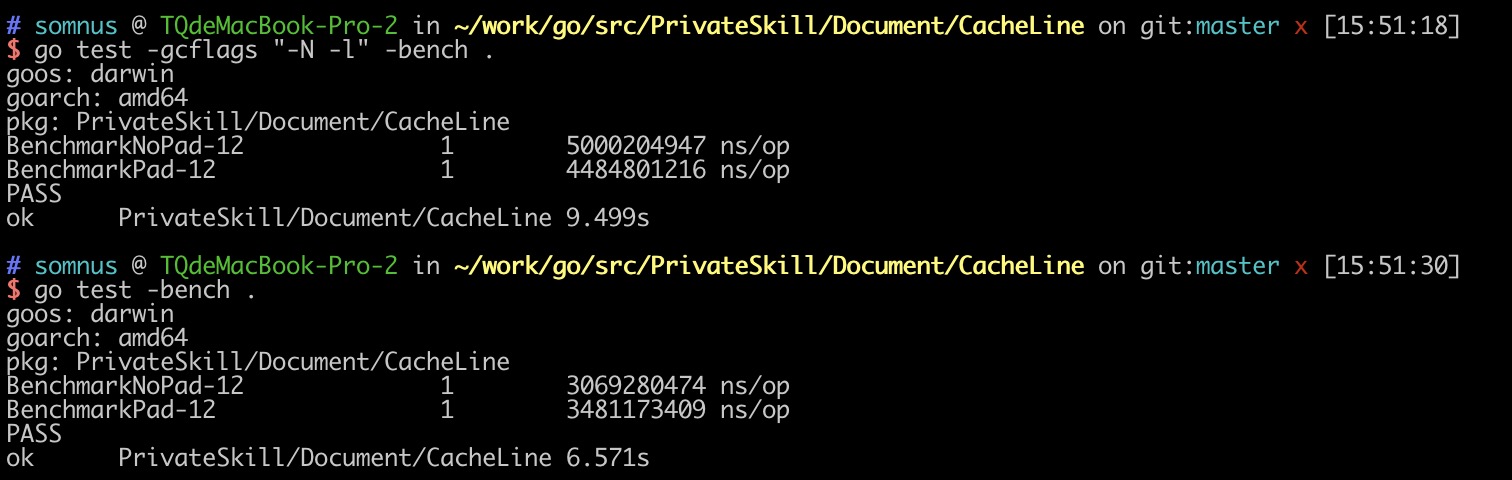 # somnus @ TQdeMacBook-Pro-2 in ~/work/go/src/PrivateSkill/Document/CacheLine on git:master x [15:51:18]
$ go test -gcflags "-N -l" -bench .
goos: darwin
goarch: amd64
pkg: PrivateSkill/Document/CacheLine
BenchmarkNoPad-12 1 5000204947 ns/op
BenchmarkPad-12 1 4484801216 ns/op
PASS
ok PrivateSkill/Document/CacheLine 9.499s
# somnus @ TQdeMacBook-Pro-2 in ~/work/go/src/PrivateSkill/Document/CacheLine on git:master x [15:51:30]
$ go test -bench .
goos: darwin
goarch: amd64
pkg: PrivateSkill/Document/CacheLine
BenchmarkNoPad-12 1 3069280474 ns/op
BenchmarkPad-12 1 3481173409 ns/op
PASS
ok PrivateSkill/Document/CacheLine 6.571s